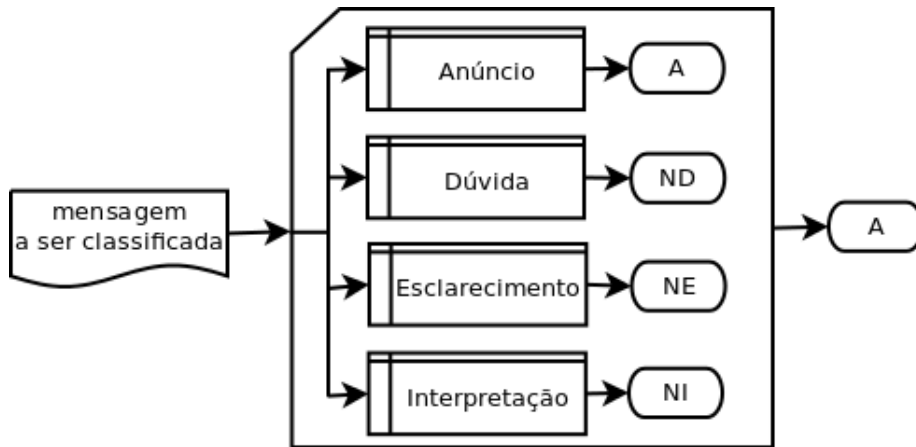 Anúncio
A
Dúvida
ND
mensagem
a ser classificada
A
Esclarecimento
NE
Interpretação
NI